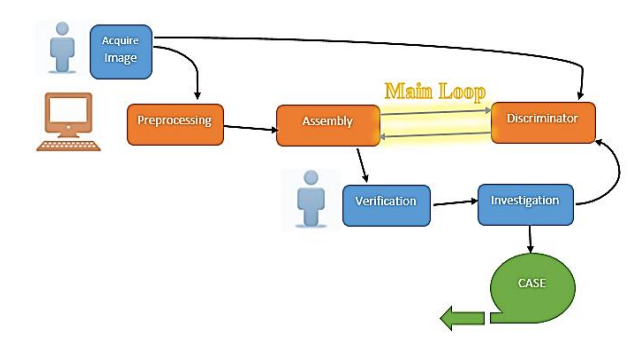 Acquire
Image
Main Loop
Preprocessing
Assembly
Discriminator
Verification
Investigation
CASE